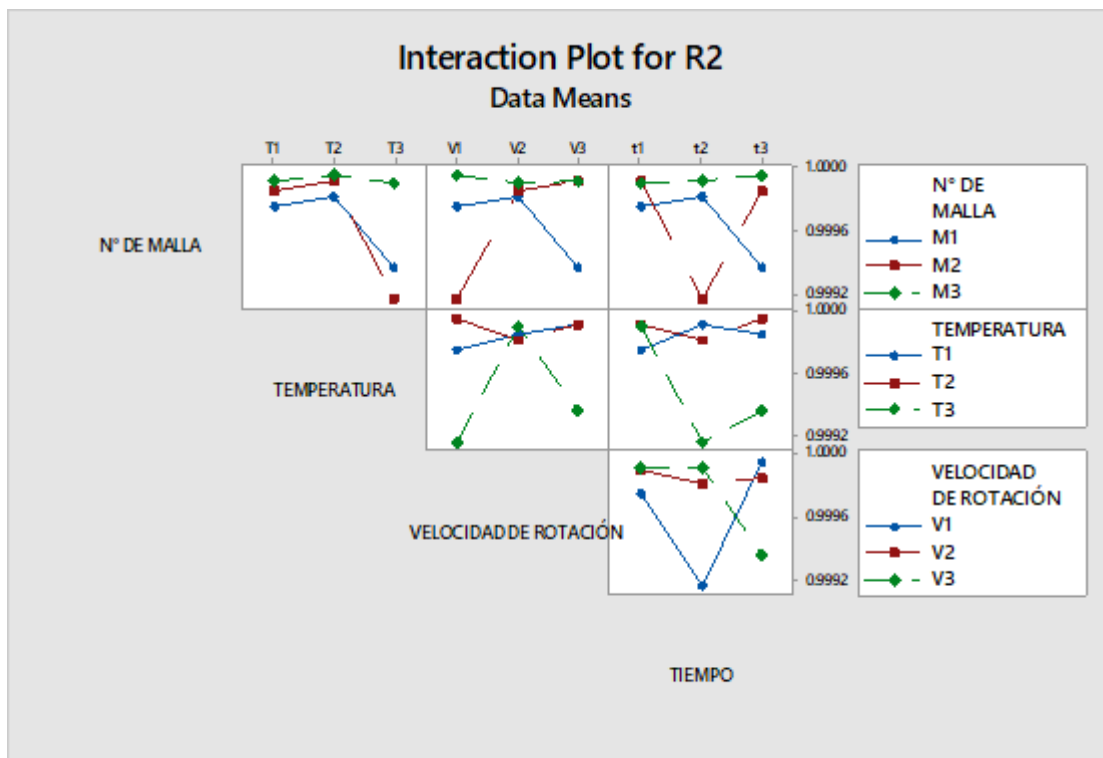 Interaction Plot for R2
Data Means
T1 T2 T3 V1 V2 V3 t1 t2 t3
1.0000
0.9996
0.9992
N° DE MALLA
N° DE
MALLA
M1
M2
M3
1.0000
0.9996
0.9992
TEMPERATURA
TEMPERATURA
T1
T2
T3
1.0000
0.9996
0.9992
VELOCIDAD DE ROTACIÓN
VELOCIDAD
DE ROTACIÓN
V1
V2
V3
TIEMPO